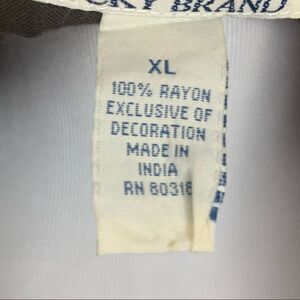 CKY BRAND
XL
100% RAYON
EXCLUSIVE OF
DECORATION
MADE IN
INDIA
RN 80318